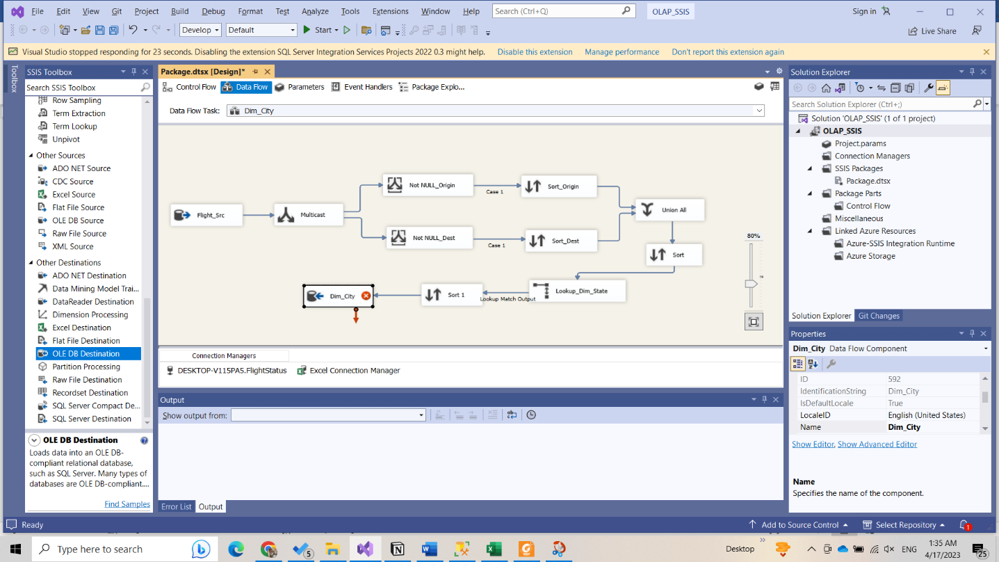 File Edit View Git Project Build Debug Design Format Test Analyze Tools Extensions Window Help Search (Ctrl+Q) OLAP_SSIS Sign in
Develop Default Start Live Share
Visual Studio stopped responding for 23 seconds. Disabling the extension SQL Server Integration Services Projects 2022 0.3 might help. Disable this extension Manage performance Don't report this extension again
Toolbox
SSIS Toolbox
Search SSIS Toolbox
Row Sampling
Term Extraction
Term Lookup
Unpivot
Other Sources
ADO NET Source
CDC Source
Excel Source
Flat File Source
OLE DB Source
Raw File Source
XML Source
Other Destinations
ADO NET Destination
Data Mining Model Trai...
DataReader Destination
Dimension Processing
Excel Destination
Flat File Destination
OLE DB Destination
Partition Processing
Raw File Destination
Recordset Destination
SQL Server Compact De...
SQL Server Destination
OLE DB Destination
Loads data into an OLE DB-
compliant relational database,
such as SQL Server. Many types of
databases are OLE DB-compliant....
Find Samples
Package.dtsx [Design]*
Control Flow Data Flow Parameters Event Handlers Package Explo...
Data Flow Task: Dim_City
Not NULL_Origin
Case 1
Sort_Origin
Flight_Src
Multicast
Union All
Not NULL_Dest
Case 1
Sort_Dest
80%
Sort
Dim_City
Sort 1
Lookup Match Output
Lookup_Dim_State
Connection Managers
DESKTOP-V115PA5.FlightStatus Excel Connection Manager
Output
Show output from:
Error List Output
Solution Explorer
Search Solution Explorer (Ctrl+;)
Solution 'OLAP_SSIS' (1 of 1 project)
OLAP_SSIS
Project.params
Connection Managers
SSIS Packages
Package.dtsx
Package Parts
Control Flow
Miscellaneous
Linked Azure Resources
Azure-SSIS Integration Runtime
Azure Storage
Solution Explorer Git Changes
Properties
Dim_City Data Flow Component
ID 592
IdentificationString Dim_City
IsDefaultLocale True
LocaleID English (United States)
Name Dim_City
Show Editor, Show Advanced Editor
Name
Specifies the name of the component.
Ready Add to Source Control Select Repository 1
Type here to search 5 Desktop ENG 1:35 AM
4/17/2023 25